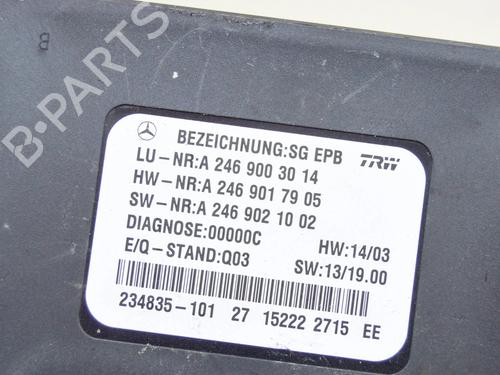 B
BEZEICHNUNG:SG EPB TRW
LU-NR:A 246 900 30 14
HW-NR:A 246 901 79 05
SW-NR:A 246 902 10 02
DIAGNOSE:00000C HW:14/03
E/Q-STAND:Q03 SW:13/19.00
234835-101 27 15222 2715 EE
B-PARTS